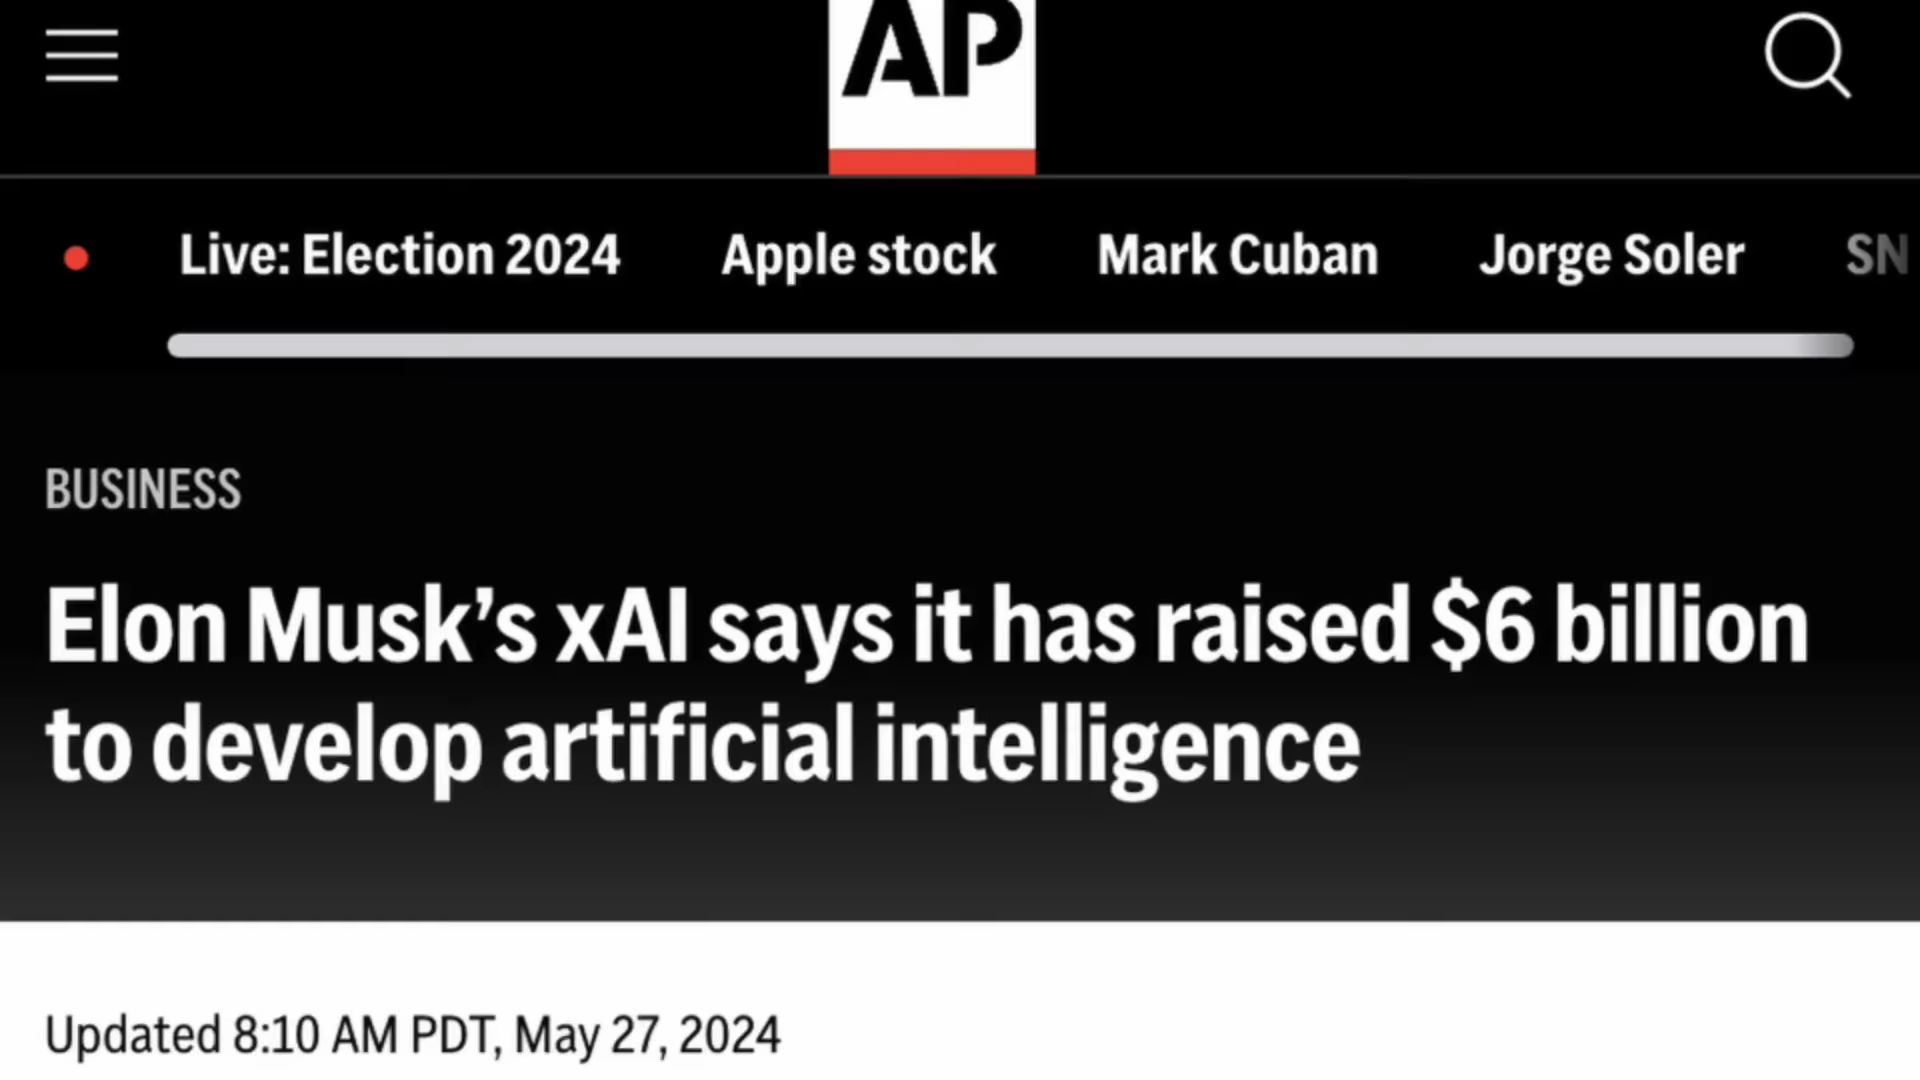 AP
Live: Election 2024 Apple stock Mark Cuban Jorge Soler SN
BUSINESS
Elon Musk’s xAI says it has raised $6 billion
to develop artificial intelligence
Updated 8:10 AM PDT, May 27, 2024